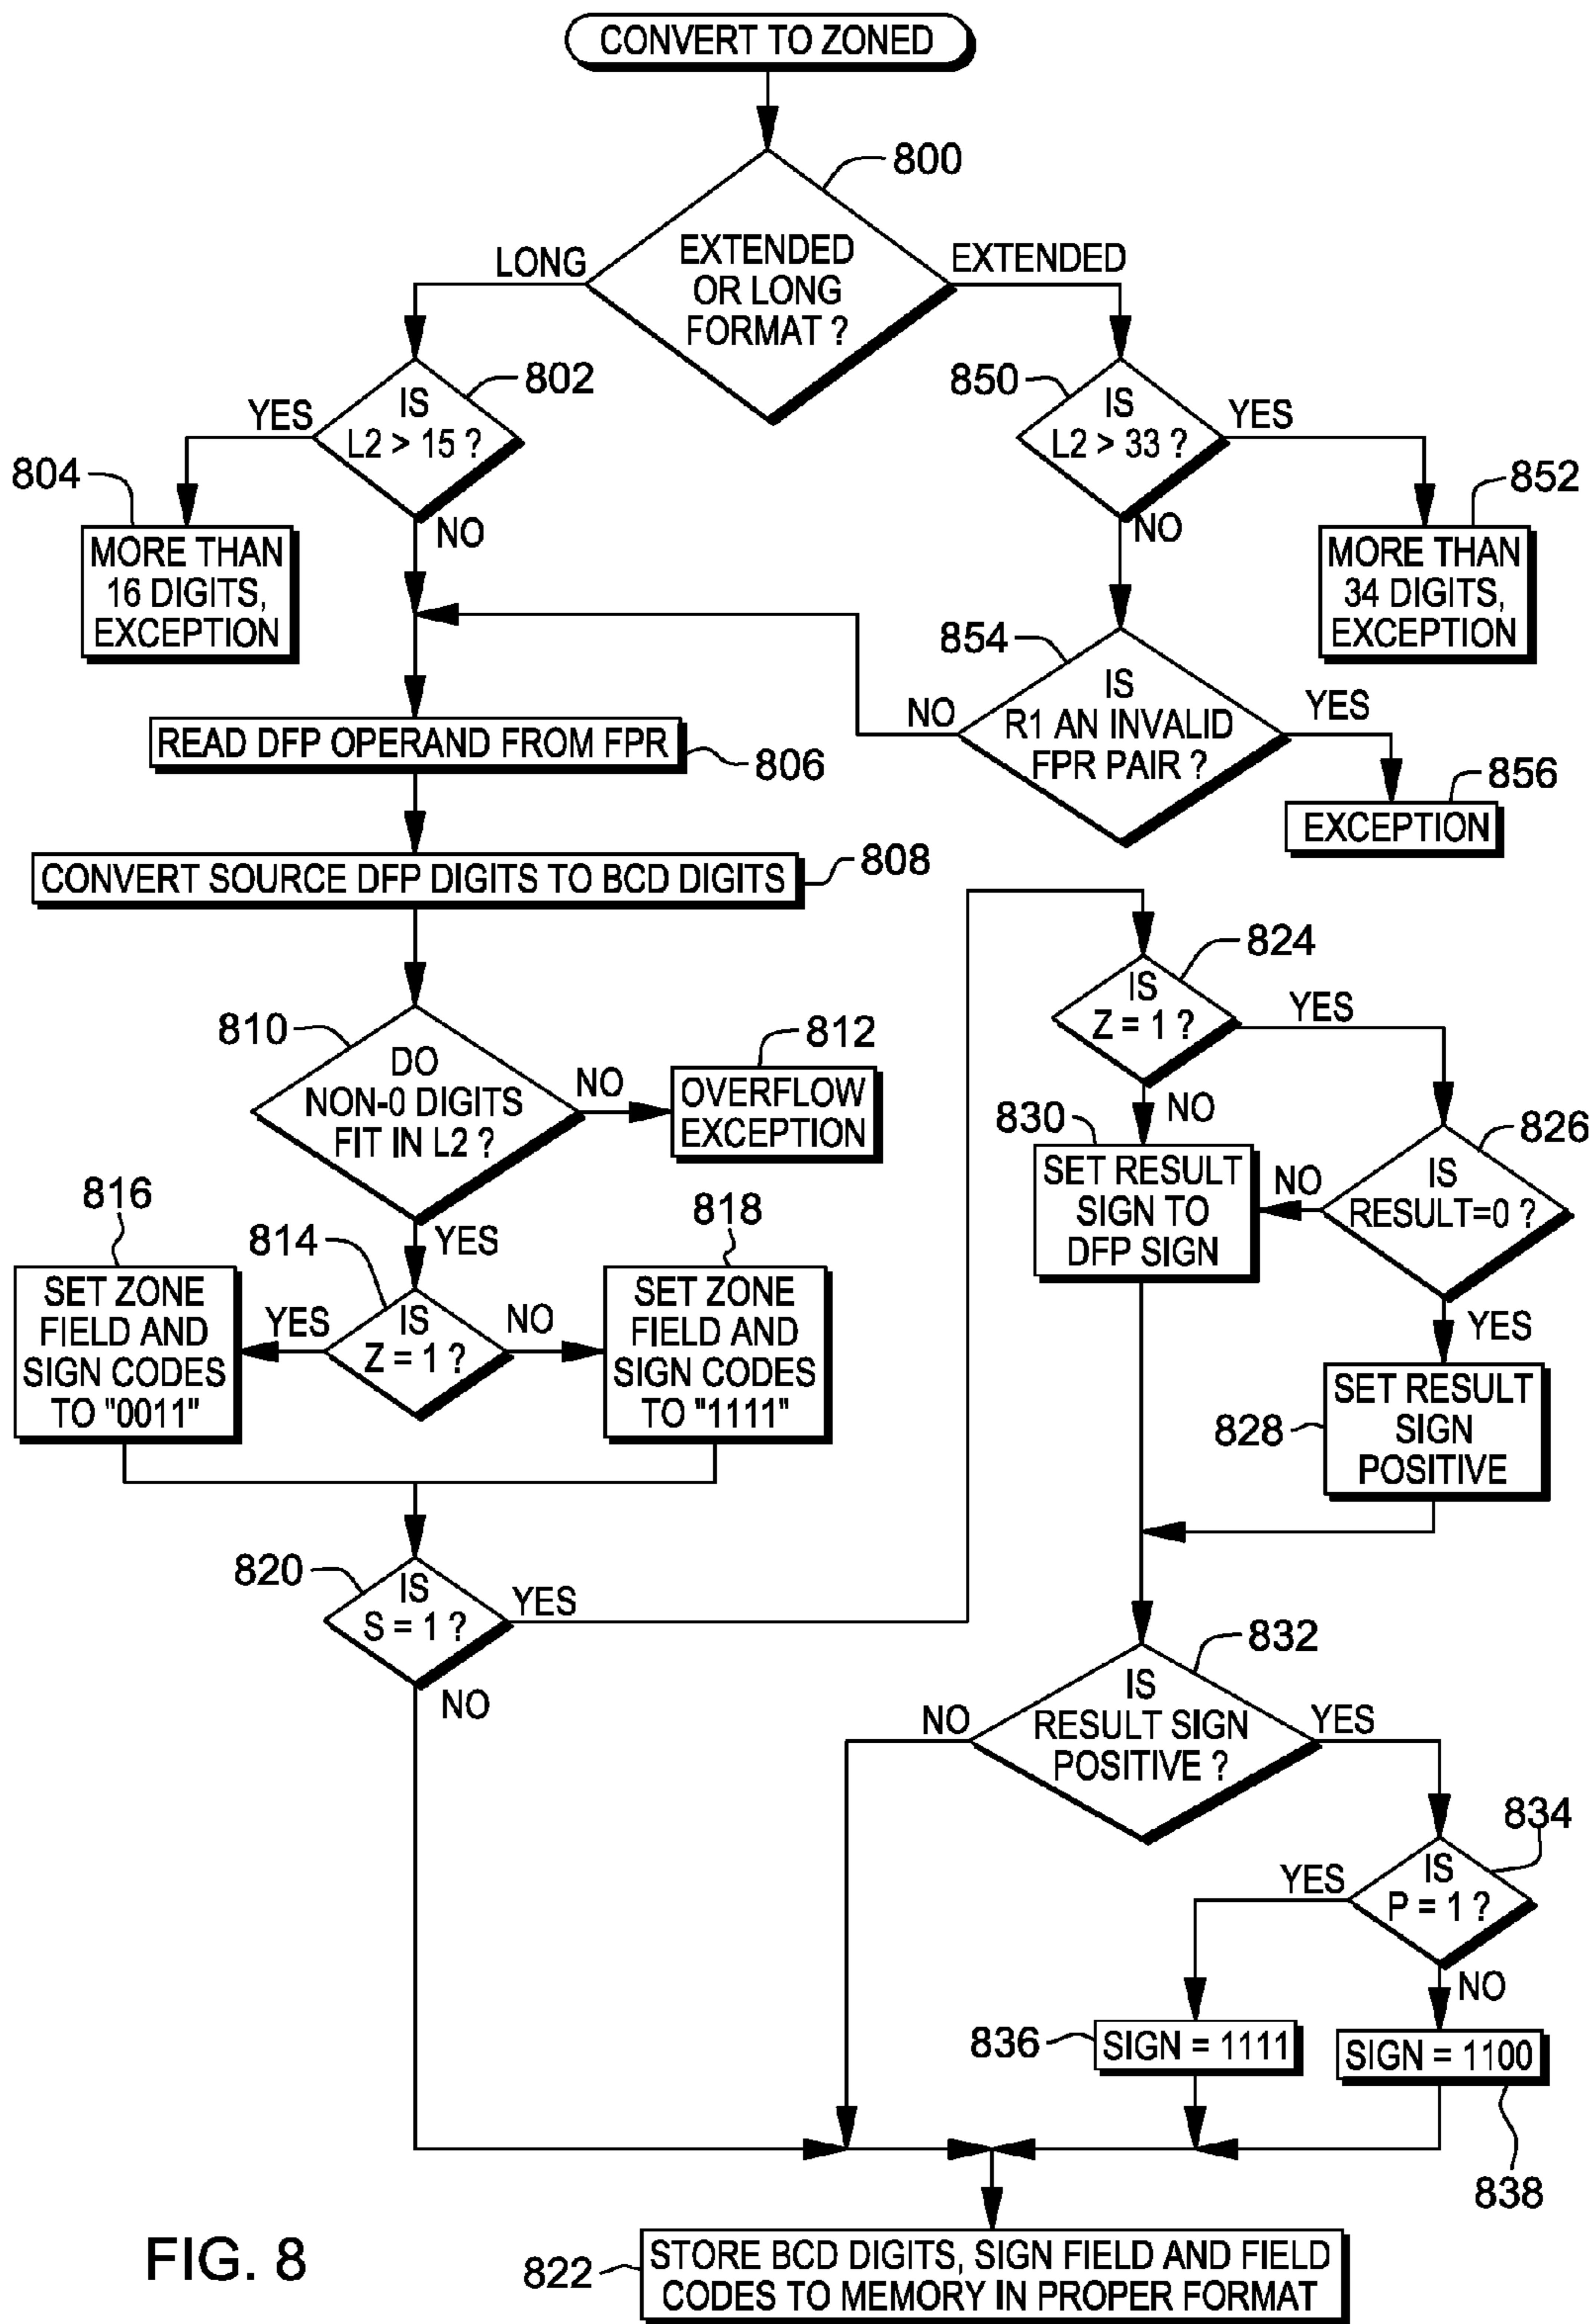 CONVERT TO ZONED
800
EXTENDED
OR LONG
FORMAT ?
LONG
EXTENDED
802
IS
L2 > 15 ?
YES
NO
804
MORE THAN
16 DIGITS,
EXCEPTION
850
IS
L2 > 33 ?
YES
NO
852
MORE THAN
34 DIGITS,
EXCEPTION
854
IS
R1 AN INVALID
FPR PAIR ?
NO
YES
856
EXCEPTION
READ DFP OPERAND FROM FPR
806
CONVERT SOURCE DFP DIGITS TO BCD DIGITS
808
810
DO
NON-0 DIGITS
FIT IN L2 ?
NO
YES
812
OVERFLOW
EXCEPTION
814
IS
Z = 1 ?
YES
NO
816
SET ZONE
FIELD AND
SIGN CODES
TO "0011"
818
SET ZONE
FIELD AND
SIGN CODES
TO "1111"
820
IS
S = 1 ?
YES
NO
824
IS
Z = 1 ?
YES
NO
826
IS
RESULT=0 ?
NO
YES
830
SET RESULT
SIGN TO
DFP SIGN
828
SET RESULT
SIGN
POSITIVE
832
IS
RESULT SIGN
POSITIVE ?
NO
YES
834
IS
P = 1 ?
YES
NO
836
SIGN = 1111
SIGN = 1100
838
822
STORE BCD DIGITS, SIGN FIELD AND FIELD
CODES TO MEMORY IN PROPER FORMAT
FIG. 8